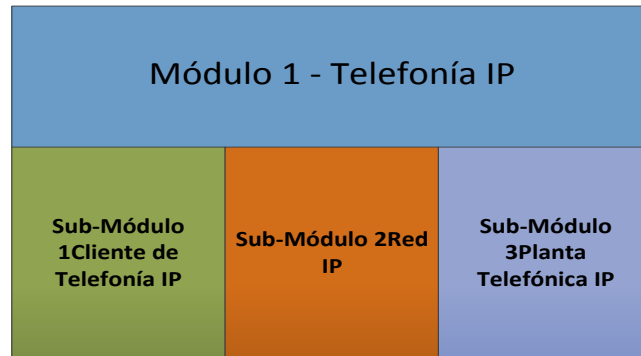 Módulo 1 - Telefonía IP
Sub-Módulo
1Cliente de
Telefonía IP
Sub-Módulo 2Red
IP
Sub-Módulo
3Planta
Telefónica IP